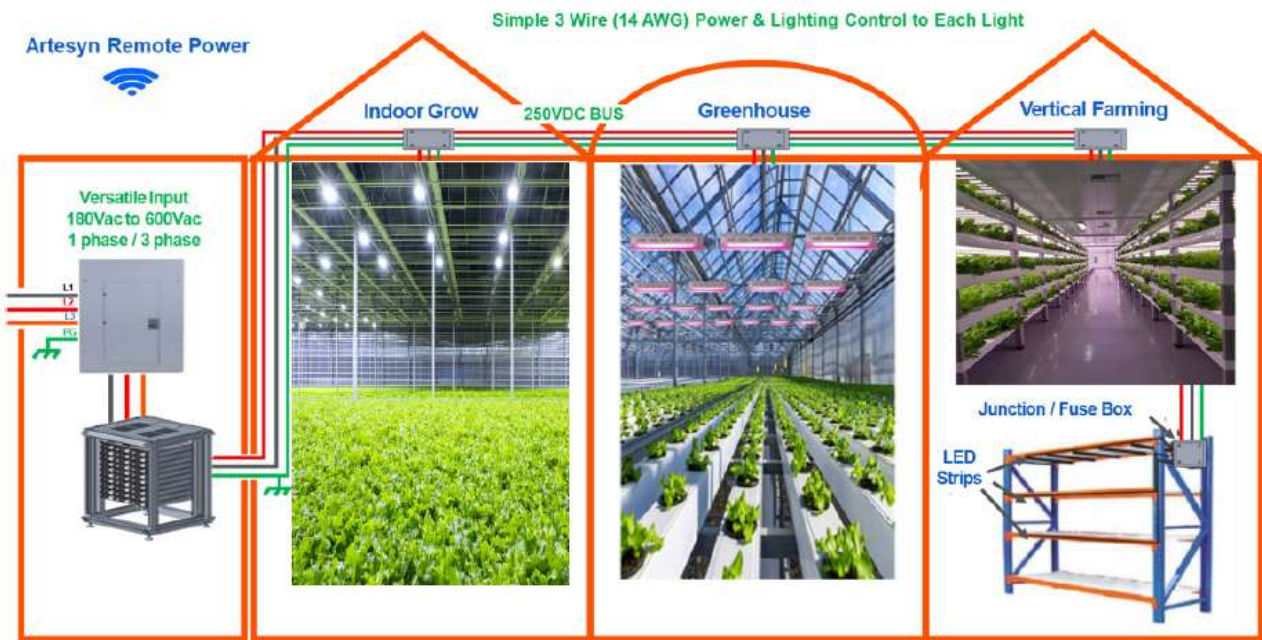 Simple 3 Wire (14 AWG) Power & Lighting Control to Each Light
Artesyn Remote Power
Indoor Grow
250VDC BUS
Greenhouse
Vertical Farming
Versatile Input
180Vac to 600Vac
1 phase / 3 phase
L1
L2
L3
PG
Junction / Fuse Box
LED
Strips